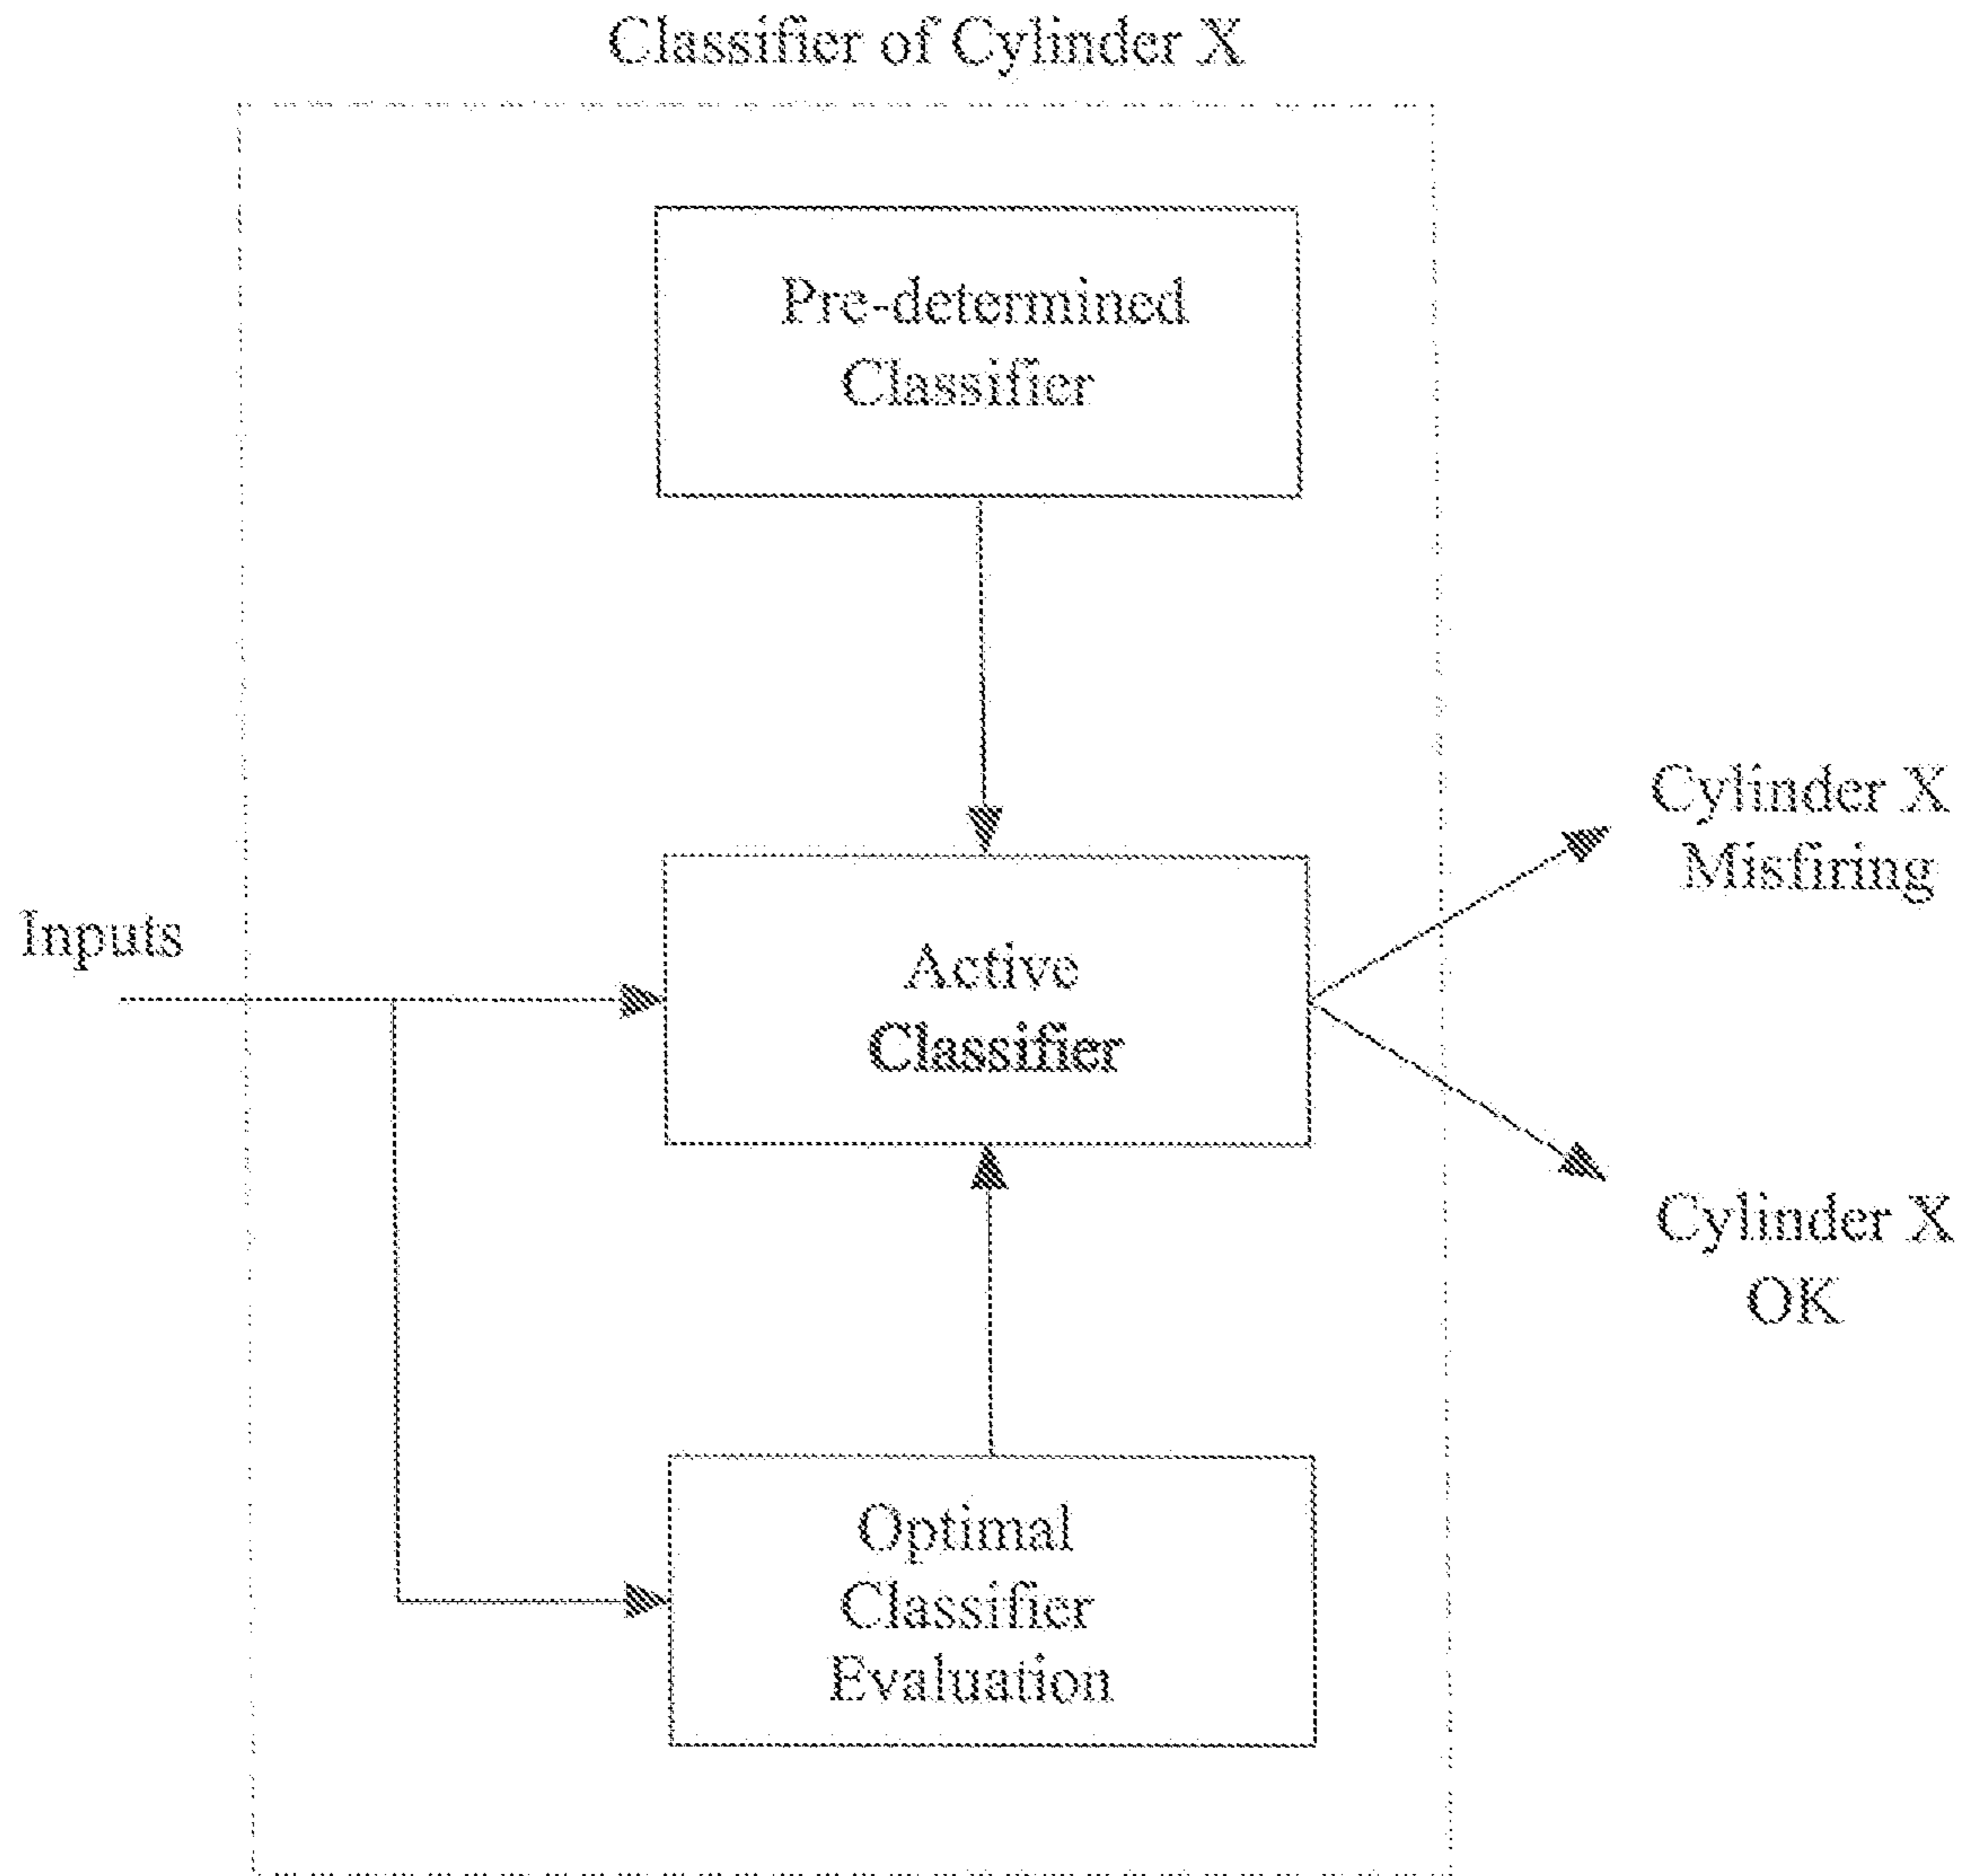 Classifier of Cylinder X
Pre-determined
Classifier
Inputs
Active
Classifier
Cylinder X
Misfiring
Cylinder X
OK
Optimal
Classifier
Evaluation